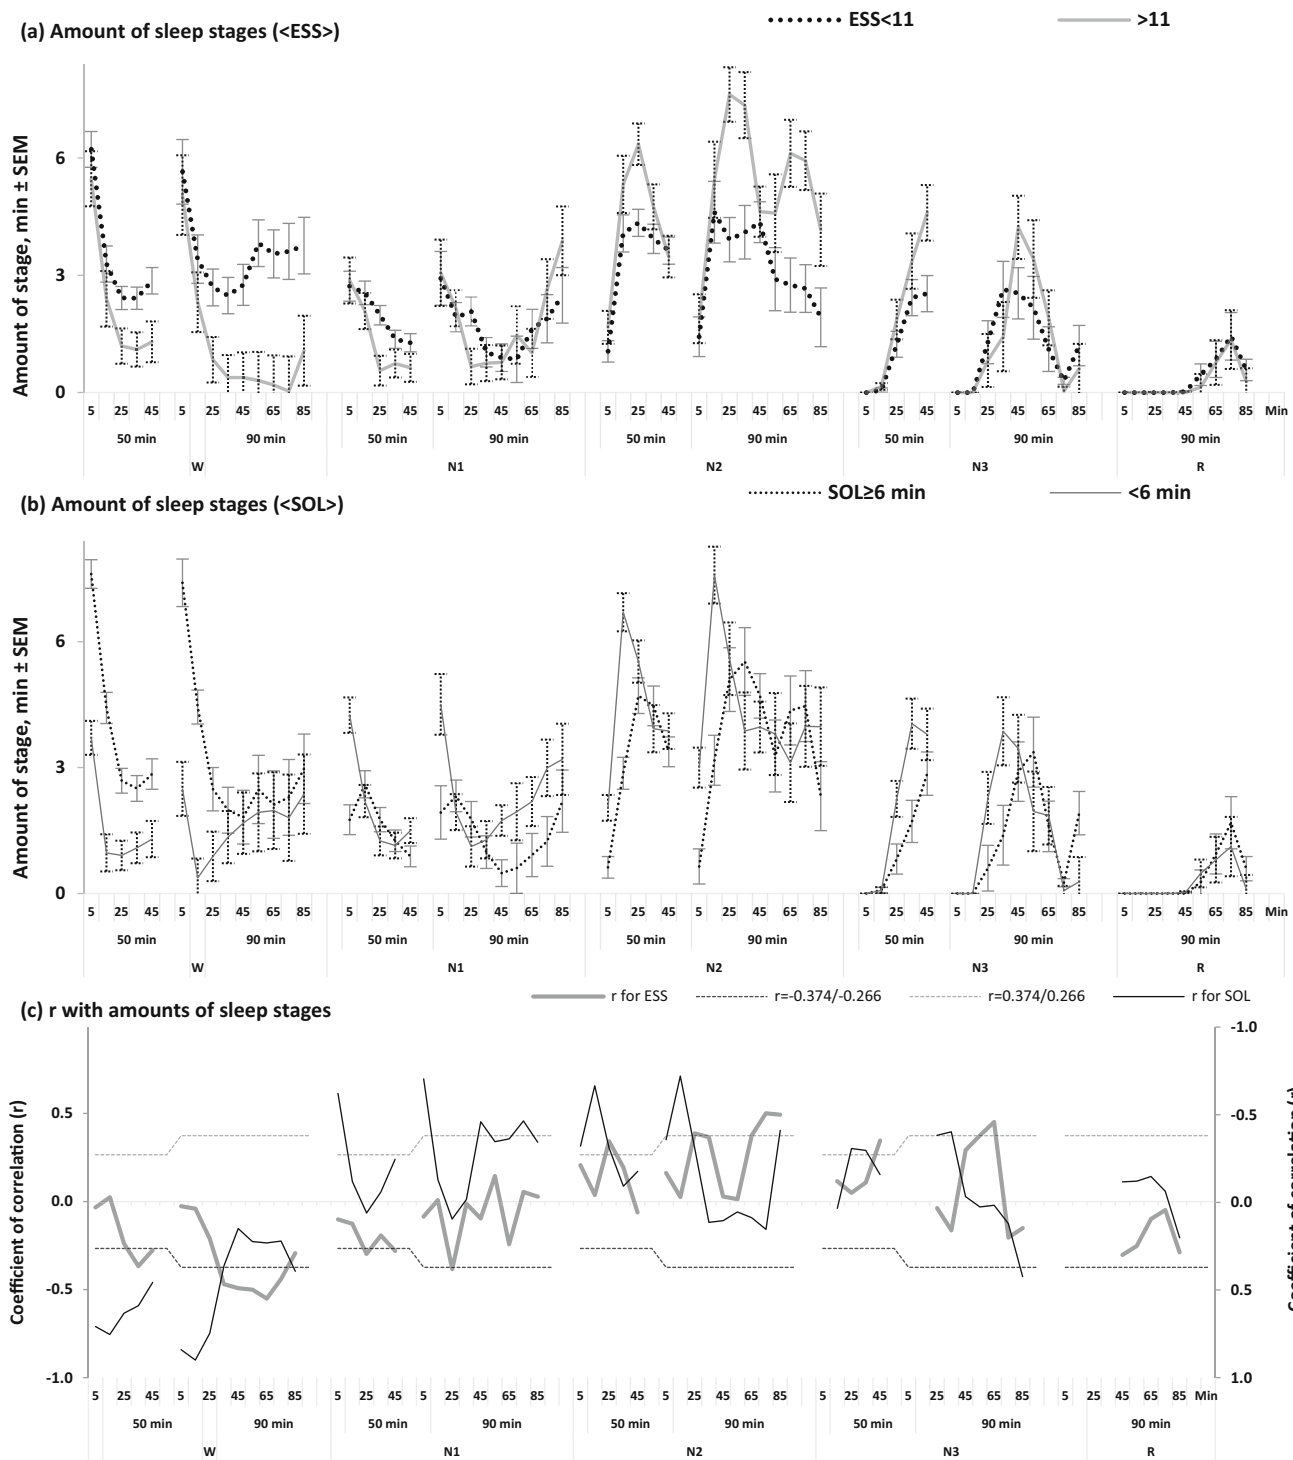 (a) Amount of sleep stages (<ESS>)
ESS<11
>11
Amount of stage, min ± SEM
6
3
0
5 25 45 5 25 45 65 85 5 25 45 5 25 45 65 85 5 25 45 5 25 45 65 85 5 25 45 5 25 45 65 85 5 25 45 65 85 Min
50 min 90 min 50 min 90 min 50 min 90 min 50 min 90 min 90 min
W N1 N2 N3 R
(b) Amount of sleep stages (<SOL>)
SOL≥6 min
<6 min
Amount of stage, min ± SEM
6
3
0
5 25 45 5 25 45 65 85 5 25 45 5 25 45 65 85 5 25 45 5 25 45 65 85 5 25 45 5 25 45 65 85 5 25 45 65 85 Min
50 min 90 min 50 min 90 min 50 min 90 min 50 min 90 min 90 min
W N1 N2 N3 R
(c) r with amounts of sleep stages
r for ESS
r=-0.374/-0.266
r=0.374/0.266
r for SOL
Coefficient of correlation (r)
0.5
0.0
-0.5
-1.0
-1.0
-0.5
0.0
0.5
1.0
Coefficient of correlation (r)
5 25 45 5 25 45 65 85 5 25 45 5 25 45 65 85 5 25 45 5 25 45 65 85 5 25 45 5 25 45 65 85 5 25 45 65 85 Min
50 min 90 min 50 min 90 min 50 min 90 min 50 min 90 min 90 min
W N1 N2 N3 R